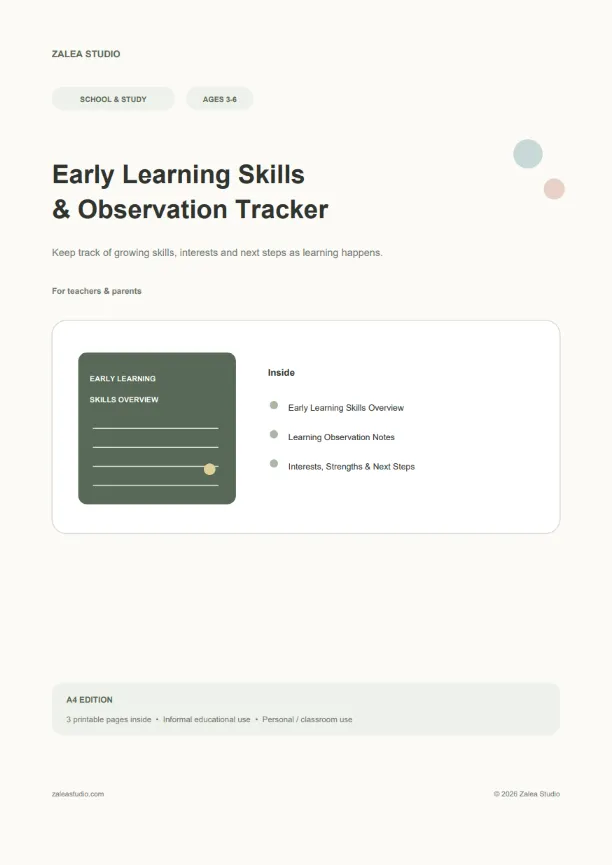 ZALEA STUDIO
SCHOOL & STUDY
AGES 3-6
Early Learning Skills
& Observation Tracker
Keep track of growing skills, interests and next steps as learning happens.
For teachers & parents
EARLY LEARNING
SKILLS OVERVIEW
Inside
Early Learning Skills Overview
Learning Observation Notes
Interests, Strengths & Next Steps
A4 EDITION
3 printable pages inside • Informal educational use • Personal / classroom use
zaleastudio.com
© 2026 Zalea Studio